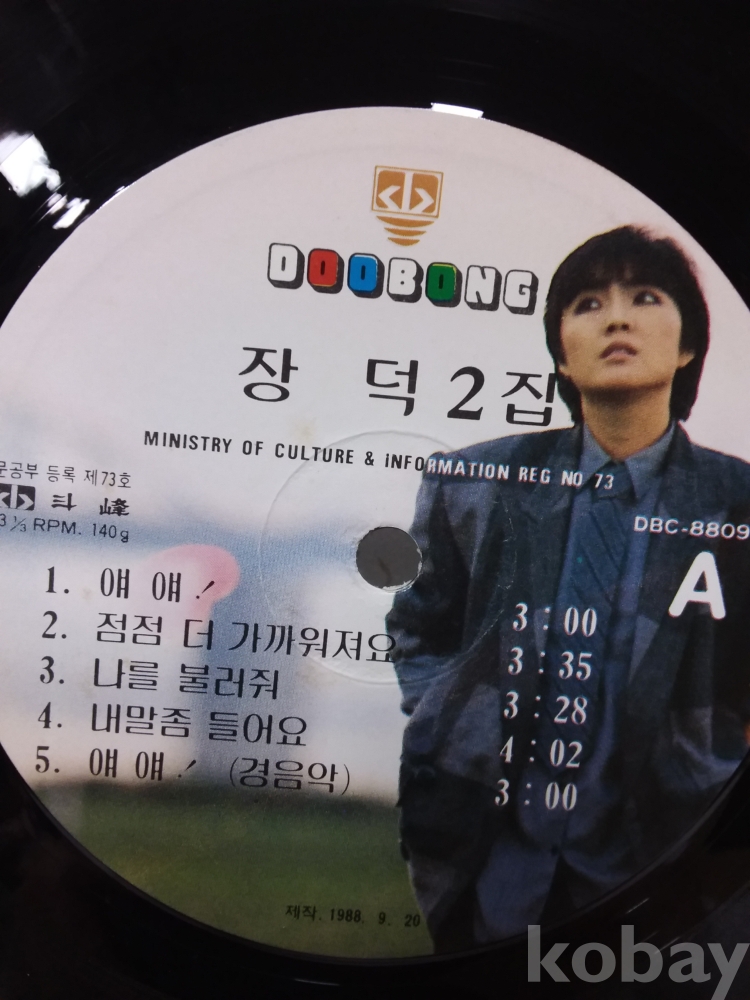 DOOBONG
장 덕 2집
MINISTRY OF CULTURE & iNFORMATION REG NO 73
문공부 등록 제73호
斗 峰
3 ⅓ RPM. 140g
DBC-8809
A
1. 얘 얘! 3:00
2. 점점 더 가까워져요 3:35
3. 나를 불러줘 3:28
4. 내말좀 들어요 4:02
5. 얘 얘! (경음악) 3:00
제작. 1988. 9. 20
kobay